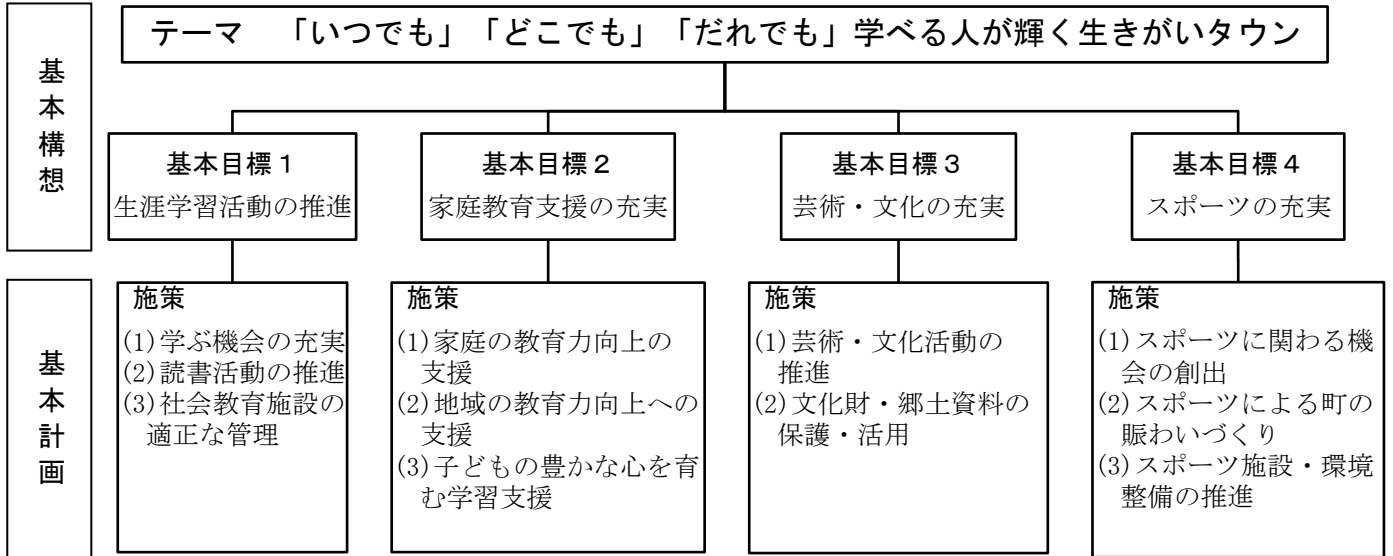 テーマ 「いつでも」「どこでも」「だれでも」学べる人が輝く生きがいタウン
基本構想
基本目標１
生涯学習活動の推進
基本目標２
家庭教育支援の充実
基本目標３
芸術・文化の充実
基本目標４
スポーツの充実
基本計画
施策
(1)学ぶ機会の充実
(2)読書活動の推進
(3)社会教育施設の
適正な管理
施策
(1)家庭の教育力向上の
支援
(2)地域の教育力向上への
支援
(3)子どもの豊かな心を育
む学習支援
施策
(1)芸術・文化活動の
推進
(2)文化財・郷土資料の
保護・活用
施策
(1)スポーツに関わる機
会の創出
(2)スポーツによる町の
賑わいづくり
(3)スポーツ施設・環境
整備の推進